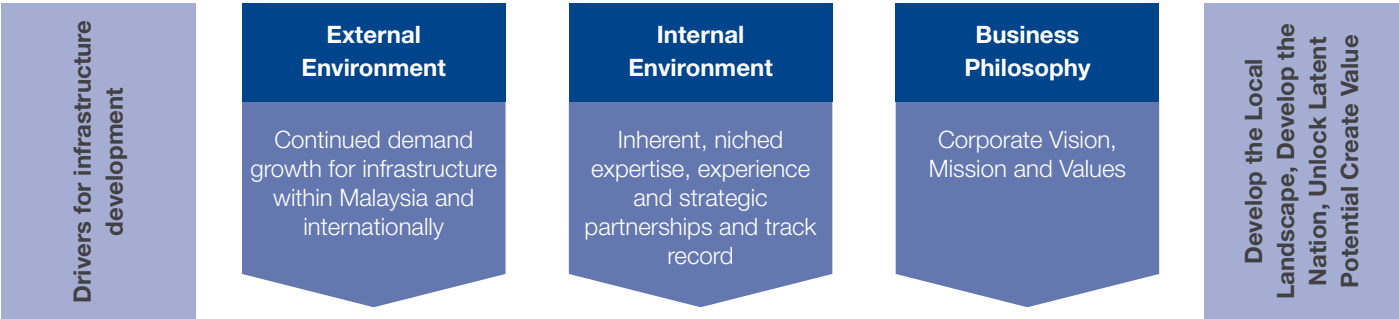 Drivers for infrastructure
development
External
Environment
Continued demand
growth for infrastructure
within Malaysia and
internationally
Internal
Environment
Inherent, niched
expertise, experience
and strategic
partnerships and track
record
Business
Philosophy
Corporate Vision,
Mission and Values
Develop the Local
Landscape, Develop the
Nation, Unlock Latent
Potential Create Value